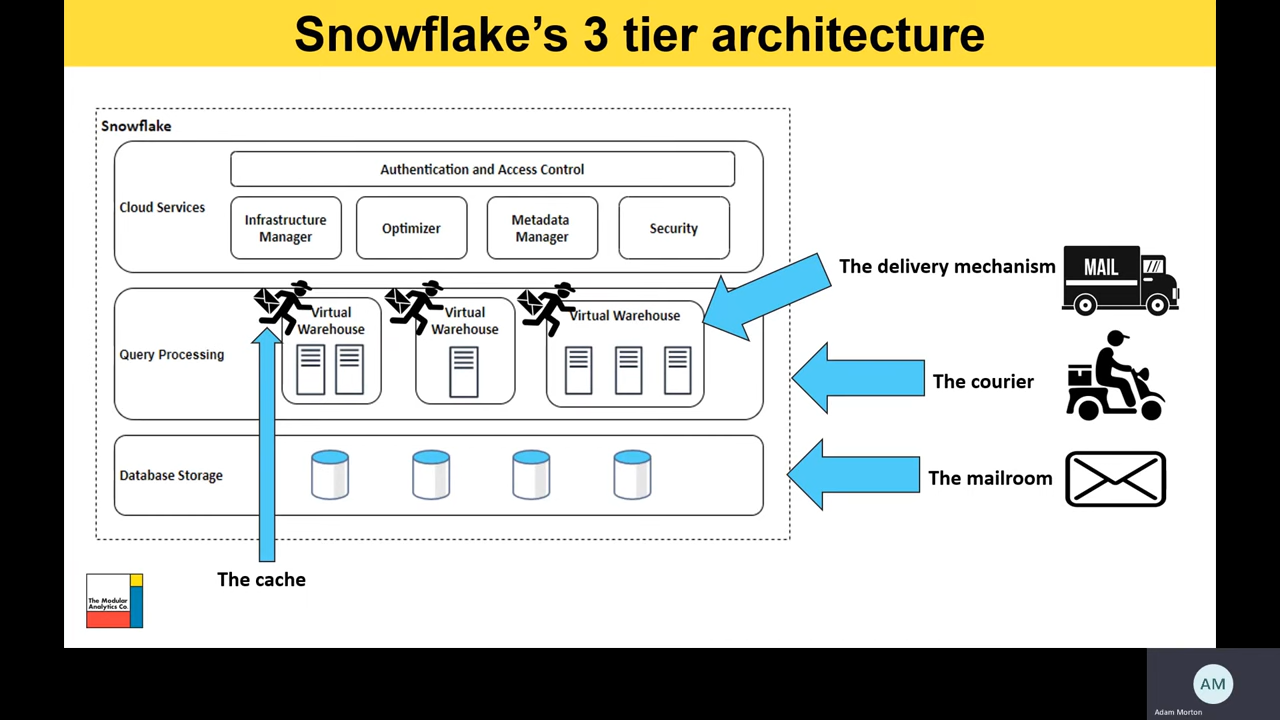 Snowflake’s 3 tier architecture
Snowflake
Authentication and Access Control
Cloud Services
Infrastructure
Manager
Optimizer
Metadata
Manager
Security
The delivery mechanism
MAIL
Virtual
Warehouse
Virtual
Warehouse
Virtual Warehouse
Query Processing
The courier
Database Storage
The mailroom
The cache
The Modular
Analytics Co.
AM
Adam Morton